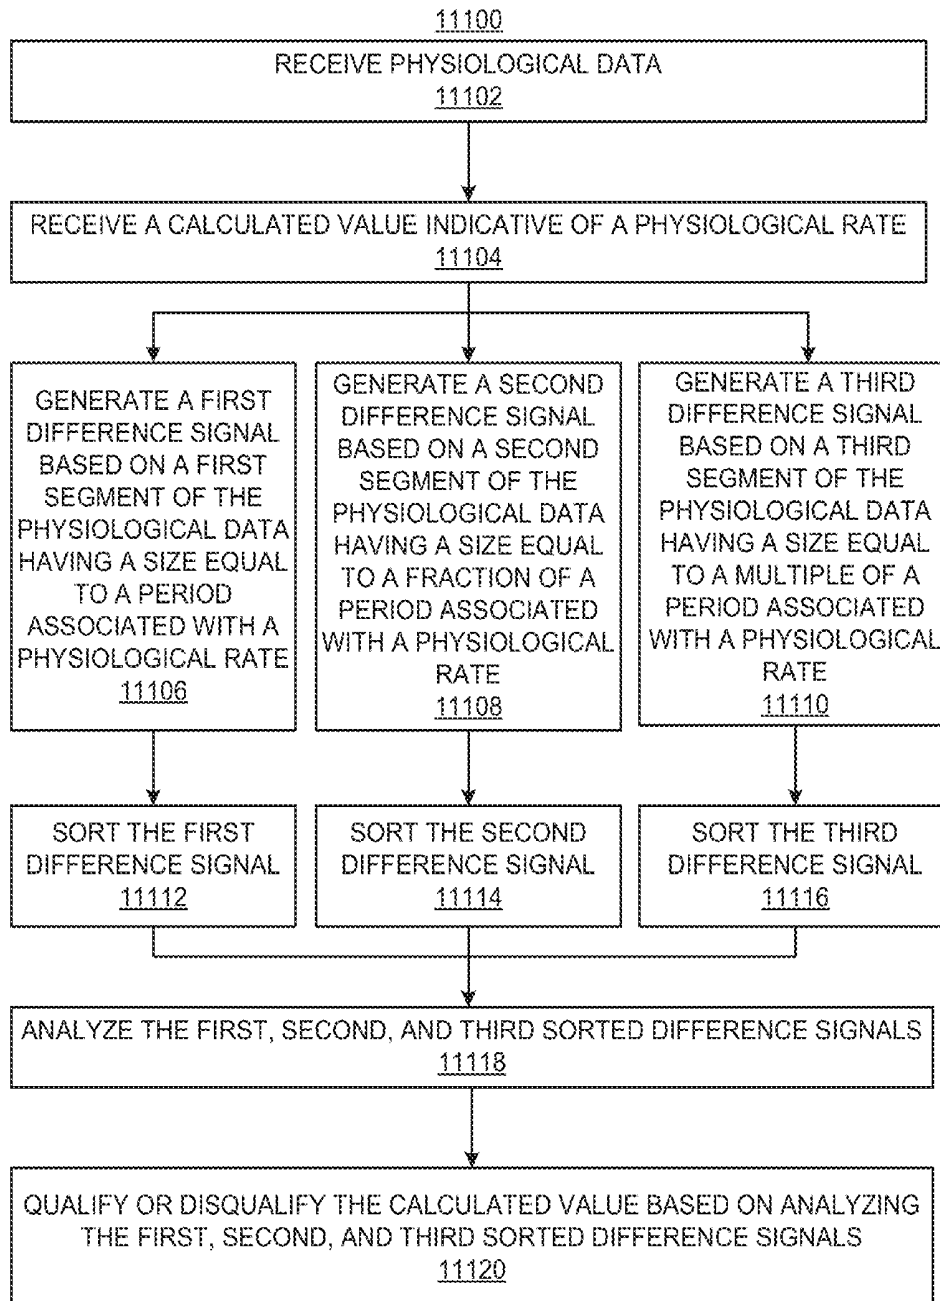 11100
RECEIVE PHYSIOLOGICAL DATA
11102
RECEIVE A CALCULATED VALUE INDICATIVE OF A PHYSIOLOGICAL RATE
11104
GENERATE A FIRST
DIFFERENCE SIGNAL
BASED ON A FIRST
SEGMENT OF THE
PHYSIOLOGICAL DATA
HAVING A SIZE EQUAL
TO A PERIOD
ASSOCIATED WITH A
PHYSIOLOGICAL RATE
11106
GENERATE A SECOND
DIFFERENCE SIGNAL
BASED ON A SECOND
SEGMENT OF THE
PHYSIOLOGICAL DATA
HAVING A SIZE EQUAL
TO A FRACTION OF A
PERIOD ASSOCIATED
WITH A PHYSIOLOGICAL
RATE
11108
GENERATE A THIRD
DIFFERENCE SIGNAL
BASED ON A THIRD
SEGMENT OF THE
PHYSIOLOGICAL DATA
HAVING A SIZE EQUAL
TO A MULTIPLE OF A
PERIOD ASSOCIATED
WITH A PHYSIOLOGICAL
RATE
11110
SORT THE FIRST
DIFFERENCE SIGNAL
11112
SORT THE SECOND
DIFFERENCE SIGNAL
11114
SORT THE THIRD
DIFFERENCE SIGNAL
11116
ANALYZE THE FIRST, SECOND, AND THIRD SORTED DIFFERENCE SIGNALS
11118
QUALIFY OR DISQUALIFY THE CALCULATED VALUE BASED ON ANALYZING
THE FIRST, SECOND, AND THIRD SORTED DIFFERENCE SIGNALS
11120